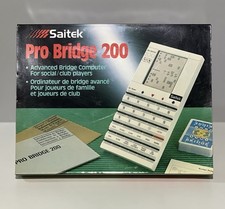 Saitek
Pro Bridge 200
• Advanced Bridge Computer
For social/club players
• Ordinateur de bridge avancé
Pour joueurs de famille
et joueurs de club
PRO BRIDGE 200
BRIDGE